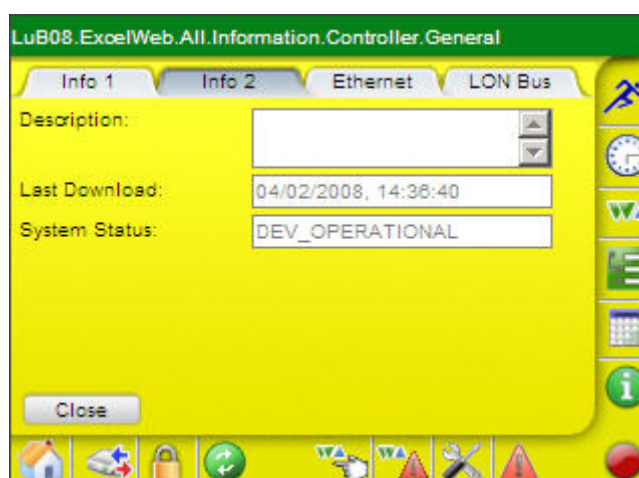 LuB08.ExcelWeb.All.Information.Controller.General
Info 1 Info 2 Ethernet LON Bus
Description:
Last Download: 04/02/2008, 14:36:40
System Status: DEV_OPERATIONAL
Close